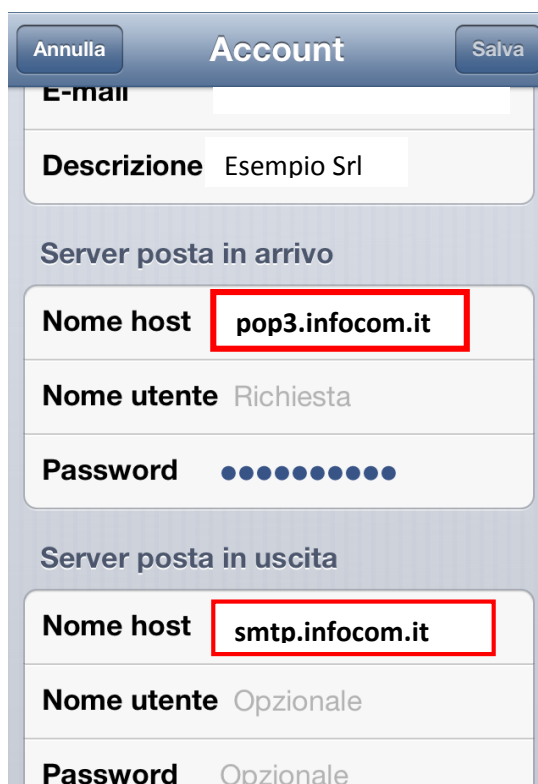 Annulla Account Salva
E-mail
Descrizione Esempio Srl
Server posta in arrivo
Nome host pop3.infocom.it
Nome utente Richiesta
Password ●●●●●●●●●●
Server posta in uscita
Nome host smtp.infocom.it
Nome utente Opzionale
Password Opzionale